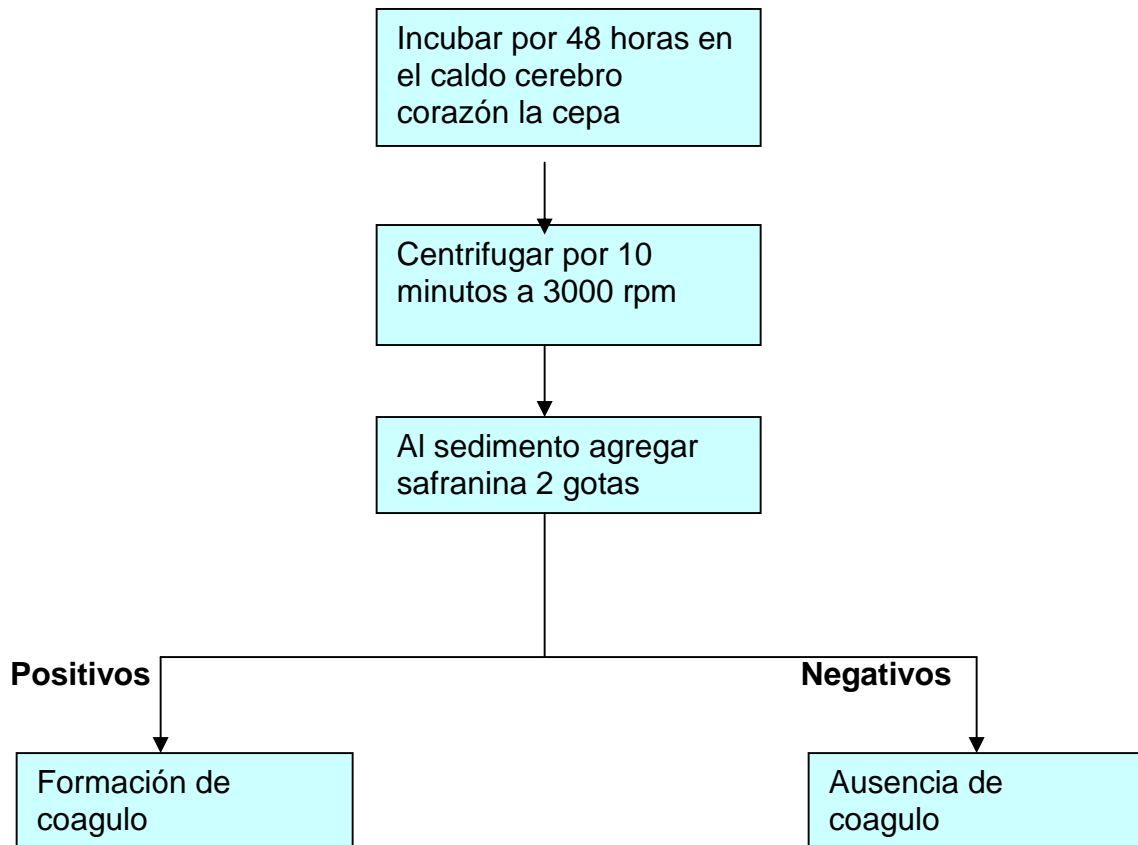 Incubar por 48 horas en
el caldo cerebro
corazón la cepa
Centrifugar por 10
minutos a 3000 rpm
Al sedimento agregar
safranina 2 gotas
Positivos
Negativos
Formación de
coagulo
Ausencia de
coagulo